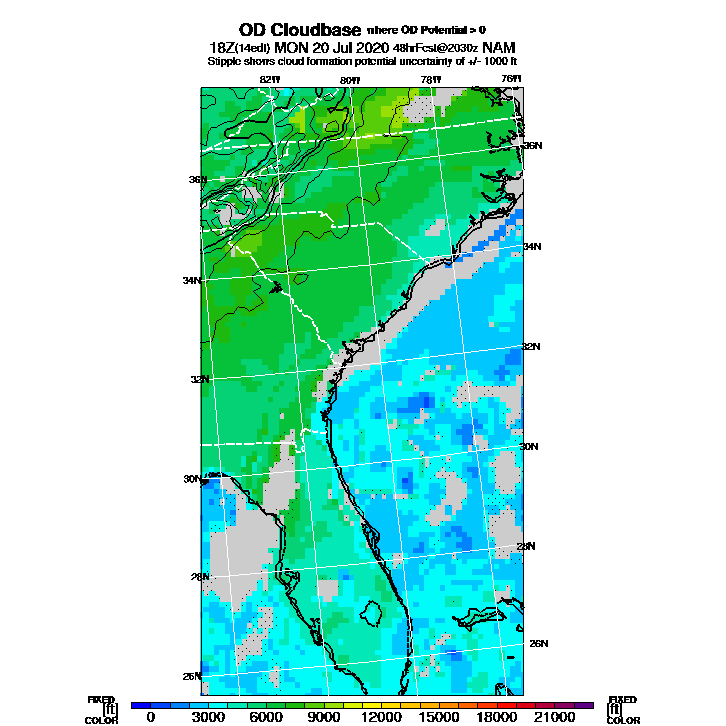 OD Cloudbase where OD Potential > 0
18Z(14edt) MON 20 Jul 2020 48hrFcst@2030z NAM
Stipple shows cloud formation potential uncertainty of +/- 1000 ft
82W 80W 78W 76W
36N
36N
34N
34N
32N
32N
30N
30N
28N
28N
26N
26N
FIXED FIXED
[ft] 0 3000 6000 9000 12000 15000 18000 21000 [ft]
COLOR COLOR